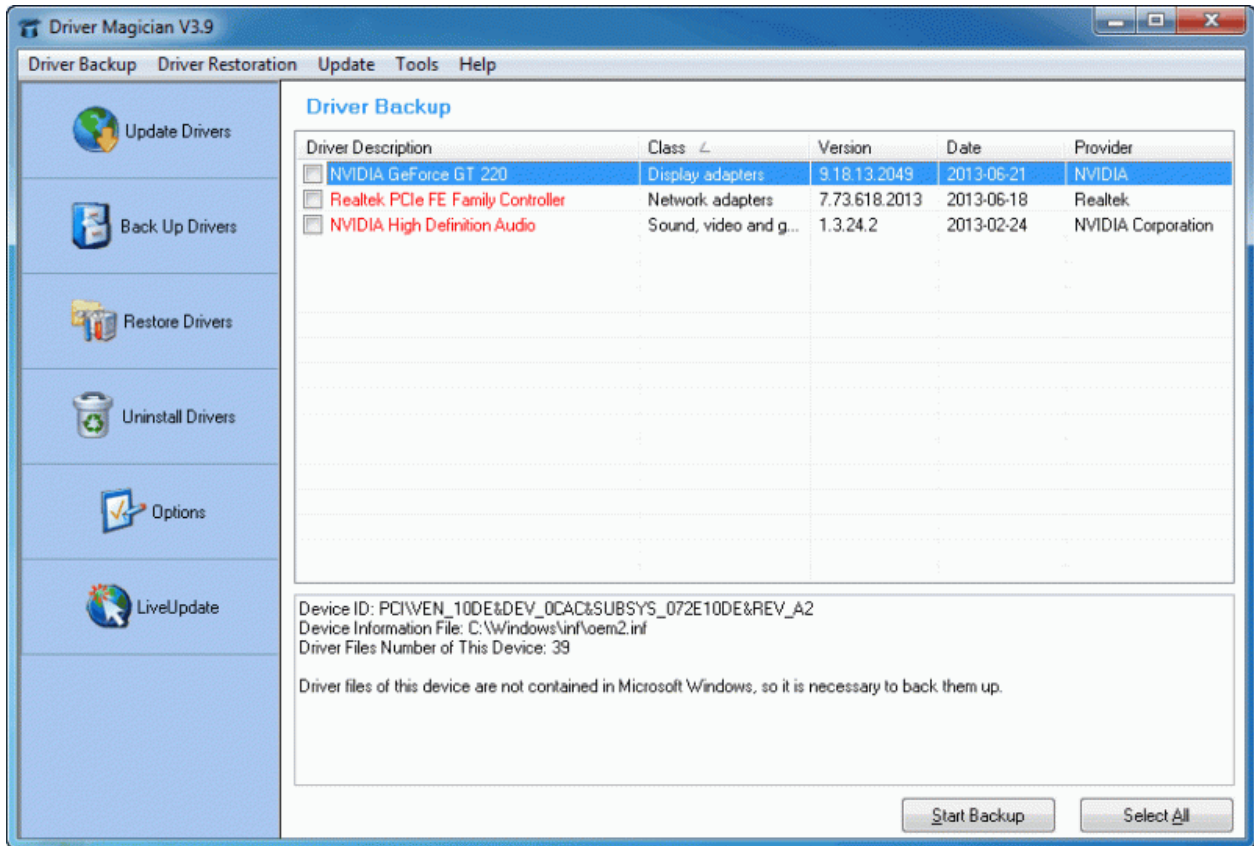 Driver Magician V3.9
Driver Backup Driver Restoration Update Tools Help
Update Drivers
Back Up Drivers
Restore Drivers
Uninstall Drivers
Options
LiveUpdate
Driver Backup
Driver Description Class Version Date Provider
NVIDIA GeForce GT 220 Display adapters 9.18.13.2049 2013-06-21 NVIDIA
Realtek PCIe FE Family Controller Network adapters 7.73.618.2013 2013-06-18 Realtek
NVIDIA High Definition Audio Sound, video and g... 1.3.24.2 2013-02-24 NVIDIA Corporation
Device ID: PCI\VEN_10DE&DEV_0CAC&SUBSYS_072E10DE&REV_A2
Device Information File: C:\Windows\inf\oem2.inf
Driver Files Number of This Device: 39
Driver files of this device are not contained in Microsoft Windows, so it is necessary to back them up.
Start Backup Select All